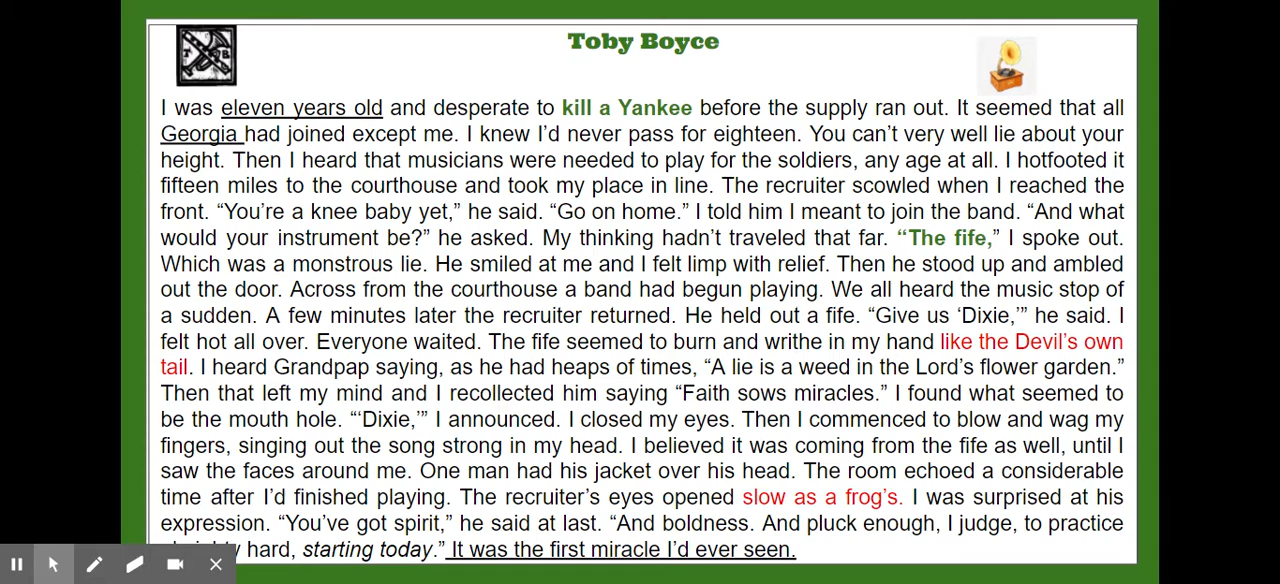 Toby Boyce
T B
I was eleven years old and desperate to kill a Yankee before the supply ran out. It seemed that all
Georgia had joined except me. I knew I’d never pass for eighteen. You can’t very well lie about your
height. Then I heard that musicians were needed to play for the soldiers, any age at all. I hotfooted it
fifteen miles to the courthouse and took my place in line. The recruiter scowled when I reached the
front. “You’re a knee baby yet,” he said. “Go on home.” I told him I meant to join the band. “And what
would your instrument be?” he asked. My thinking hadn’t traveled that far. “The fife,” I spoke out.
Which was a monstrous lie. He smiled at me and I felt limp with relief. Then he stood up and ambled
out the door. Across from the courthouse a band had begun playing. We all heard the music stop of
a sudden. A few minutes later the recruiter returned. He held out a fife. “Give us ‘Dixie,’” he said. I
felt hot all over. Everyone waited. The fife seemed to burn and writhe in my hand like the Devil’s own
tail. I heard Grandpap saying, as he had heaps of times, “A lie is a weed in the Lord’s flower garden.”
Then that left my mind and I recollected him saying “Faith sows miracles.” I found what seemed to
be the mouth hole. “‘Dixie,’” I announced. I closed my eyes. Then I commenced to blow and wag my
fingers, singing out the song strong in my head. I believed it was coming from the fife as well, until I
saw the faces around me. One man had his jacket over his head. The room echoed a considerable
time after I’d finished playing. The recruiter’s eyes opened slow as a frog’s. I was surprised at his
expression. “You’ve got spirit,” he said at last. “And boldness. And pluck enough, I judge, to practice
hard, starting today.” It was the first miracle I’d ever seen.